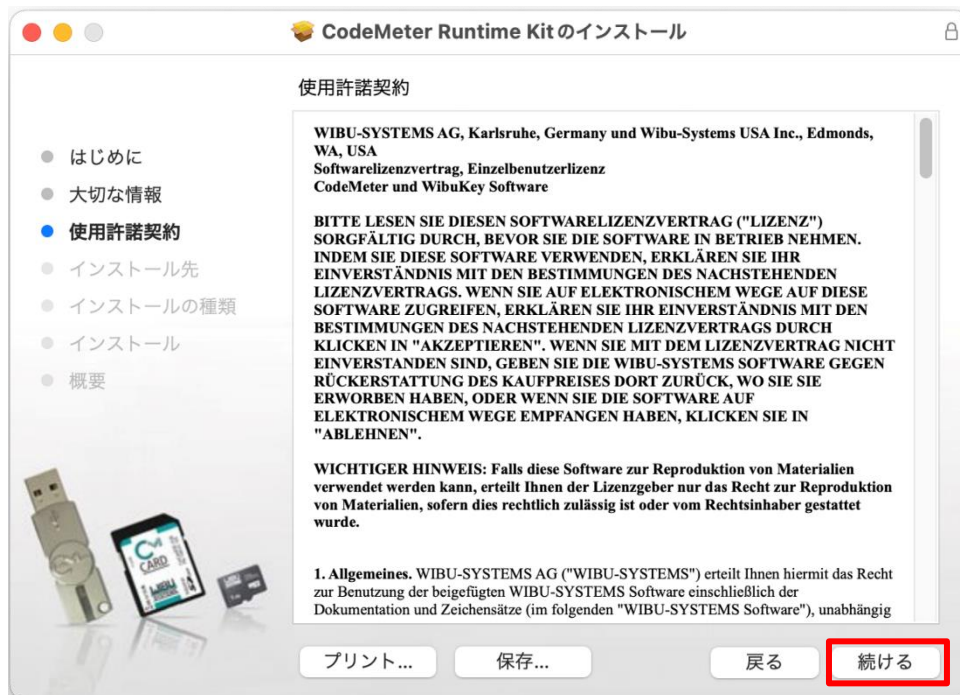 CodeMeter Runtime Kit のインストール
使用許諾契約
はじめに
大切な情報
使用許諾契約
インストール先
インストールの種類
インストール
概要
WIBU-SYSTEMS AG, Karlsruhe, Germany und Wibu-Systems USA Inc., Edmonds,
WA, USA
Softwarelizenzvertrag, Einzelbenutzerlizenz
CodeMeter und WibuKey Software
BITTE LESEN SIE DIESEN SOFTWARELIZENZVERTRAG ("LIZENZ")
SORGFÄLTIG DURCH, BEVOR SIE DIE SOFTWARE IN BETRIEB NEHMEN.
INDEM SIE DIESE SOFTWARE VERWENDEN, ERKLÄREN SIE IHR
EINVERSTÄNDNIS MIT DEN BESTIMMUNGEN DES NACHSTEHENDEN
LIZENZVERTRAGS. WENN SIE AUF ELEKTRONISCHEM WEGE AUF DIESE
SOFTWARE ZUGREIFEN, ERKLÄREN SIE IHR EINVERSTÄNDNIS MIT DEN
BESTIMMUNGEN DES NACHSTEHENDEN LIZENZVERTRAGS DURCH
KLICKEN IN "AKZEPTIEREN". WENN SIE MIT DEM LIZENZVERTRAG NICHT
EINVERSTANDEN SIND, GEBEN SIE DIE WIBU-SYSTEMS SOFTWARE GEGEN
RÜCKERSTATTUNG DES KAUFPREISES DORT ZURÜCK, WO SIE SIE
ERWORBEN HABEN, ODER WENN SIE DIE SOFTWARE AUF
ELEKTRONISCHEM WEGE EMPFANGEN HABEN, KLICKEN SIE IN
"ABLEHNEN".
WICHTIGER HINWEIS: Falls diese Software zur Reproduktion von Materialien
verwendet werden kann, erteilt Ihnen der Lizenzgeber nur das Recht zur Reproduktion
von Materialien, sofern dies rechtlich zulässig ist oder vom Rechtsinhaber gestattet
wurde.
1. Allgemeines. WIBU-SYSTEMS AG ("WIBU-SYSTEMS") erteilt Ihnen hiermit das Recht
zur Benutzung der beigefügten WIBU-SYSTEMS Software einschließlich der
Dokumentation und Zeichensätze (im folgenden "WIBU-SYSTEMS Software"), unabhängig
CARD
プリント...
保存...
戻る
続ける